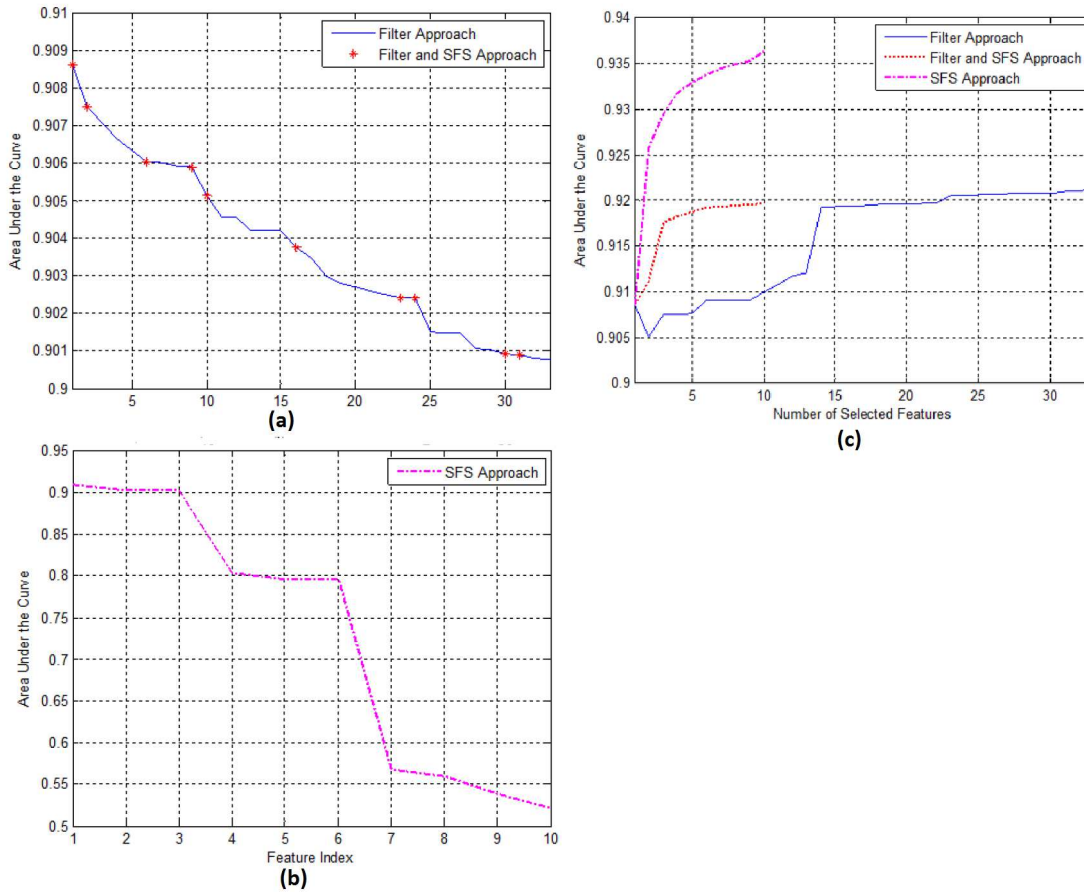 0.91
0.909
0.908
0.907
0.906
0.905
0.904
0.903
0.902
0.901
0.9
Area Under the Curve
Filter Approach
Filter and SFS Approach
5 10 15 20 25 30
(a)
0.94
0.935
0.93
0.925
0.92
0.915
0.91
0.905
0.9
Area Under the Curve
Filter Approach
Filter and SFS Approach
SFS Approach
5 10 15 20 25 30
Number of Selected Features
(c)
0.95
0.9
0.85
0.8
0.75
0.7
0.65
0.6
0.55
0.5
Area Under the Curve
SFS Approach
1 2 3 4 5 6 7 8 9 10
Feature Index
(b)